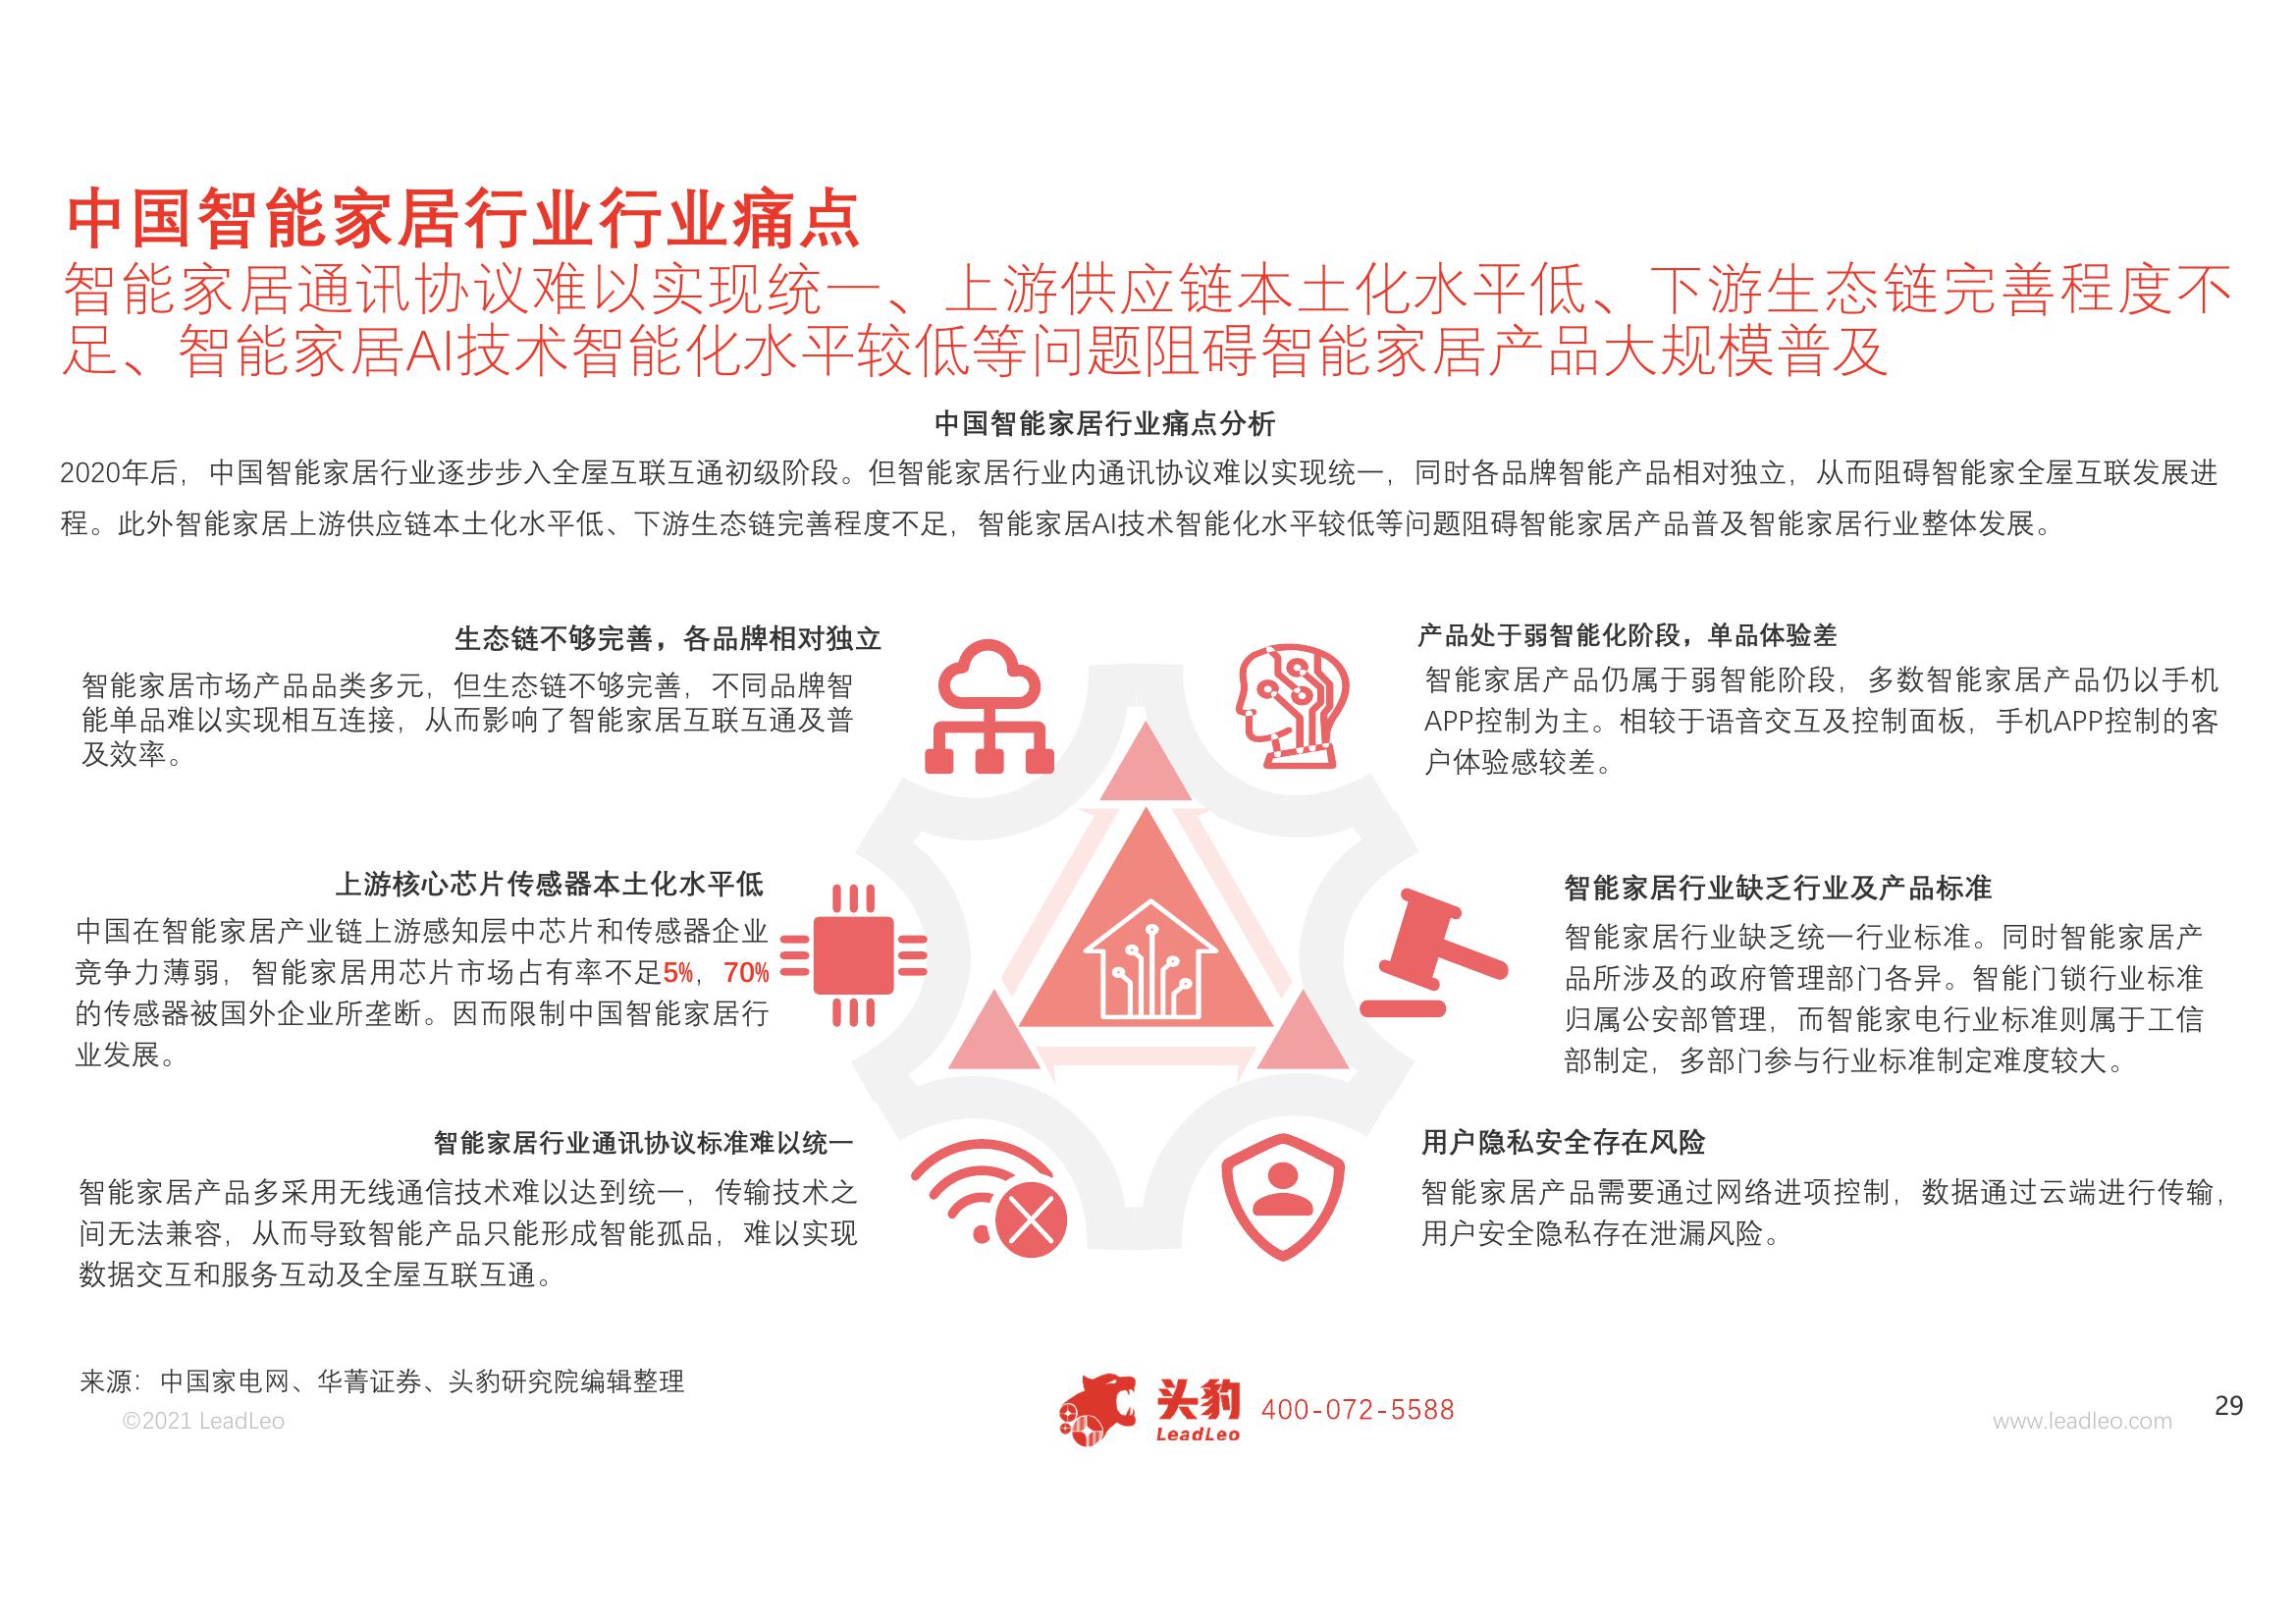 中国智能家居行业行业痛点
智能家居通讯协议难以实现统一、上游供应链本土化水平低、下游生态链完善程度不
足、智能家居AI技术智能化水平较低等问题阻碍智能家居产品大规模普及
中国智能家居行业痛点分析
2020年后，中国智能家居行业逐步步入全屋互联互通初级阶段。但智能家居行业内通讯协议难以实现统一，同时各品牌智能产品相对独立，从而阻碍智能家全屋互联发展进
程。此外智能家居上游供应链本土化水平低、下游生态链完善程度不足，智能家居AI技术智能化水平较低等问题阻碍智能家居产品普及智能家居行业整体发展。
生态链不够完善，各品牌相对独立
智能家居市场产品品类多元，但生态链不够完善，不同品牌智
能单品难以实现相互连接，从而影响了智能家居互联互通及普
及效率。
产品处于弱智能化阶段，单品体验差
智能家居产品仍属于弱智能阶段，多数智能家居产品仍以手机
APP控制为主。相较于语音交互及控制面板，手机APP控制的客
户体验感较差。
上游核心芯片传感器本土化水平低
中国在智能家居产业链上游感知层中芯片和传感器企业
竞争力薄弱，智能家居用芯片市场占有率不足5%，70%
的传感器被国外企业所垄断。因而限制中国智能家居行
业发展。
智能家居行业缺乏行业及产品标准
智能家居行业缺乏统一行业标准。同时智能家居产
品所涉及的政府管理部门各异。智能门锁行业标准
归属公安部管理，而智能家电行业标准则属于工信
部制定，多部门参与行业标准制定难度较大。
智能家居行业通讯协议标准难以统一
智能家居产品多采用无线通信技术难以达到统一，传输技术之
间无法兼容，从而导致智能产品只能形成智能孤品，难以实现
数据交互和服务互动及全屋互联互通。
用户隐私安全存在风险
智能家居产品需要通过网络进项控制，数据通过云端进行传输，
用户安全隐私存在泄漏风险。
来源：中国家电网、华菁证券、头豹研究院编辑整理
©2021 LeadLeo
头豹
LeadLeo
400-072-5588
www.leadleo.com
29